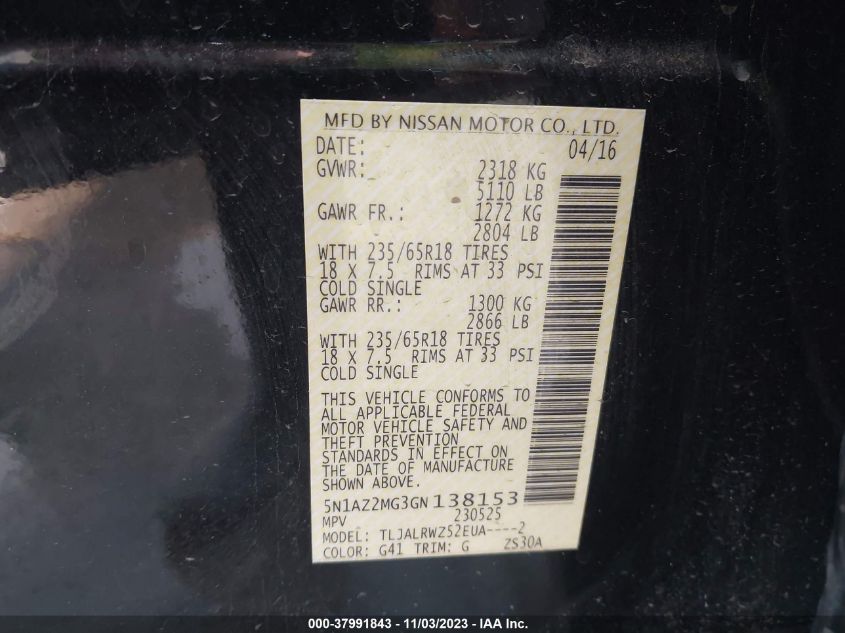 MFD BY NISSAN MOTOR CO., LTD.
DATE: 04/16
GVWR: 2318 KG
5110 LB
GAWR FR.: 1272 KG
2804 LB
WITH 235/65R18 TIRES
18 X 7.5 RIMS AT 33 PSI
COLD SINGLE
GAWR RR.: 1300 KG
2866 LB
WITH 235/65R18 TIRES
18 X 7.5 RIMS AT 33 PSI
COLD SINGLE
THIS VEHICLE CONFORMS TO
ALL APPLICABLE FEDERAL
MOTOR VEHICLE SAFETY AND
THEFT PREVENTION
STANDARDS IN EFFECT ON
THE DATE OF MANUFACTURE
SHOWN ABOVE.
5N1AZ2MG3GN138153
MPV 230525
MODEL: TLJALRWZ52EUA----2
COLOR: G41 TRIM: G ZS30A
000-37991843 - 11/03/2023 - IAA Inc.